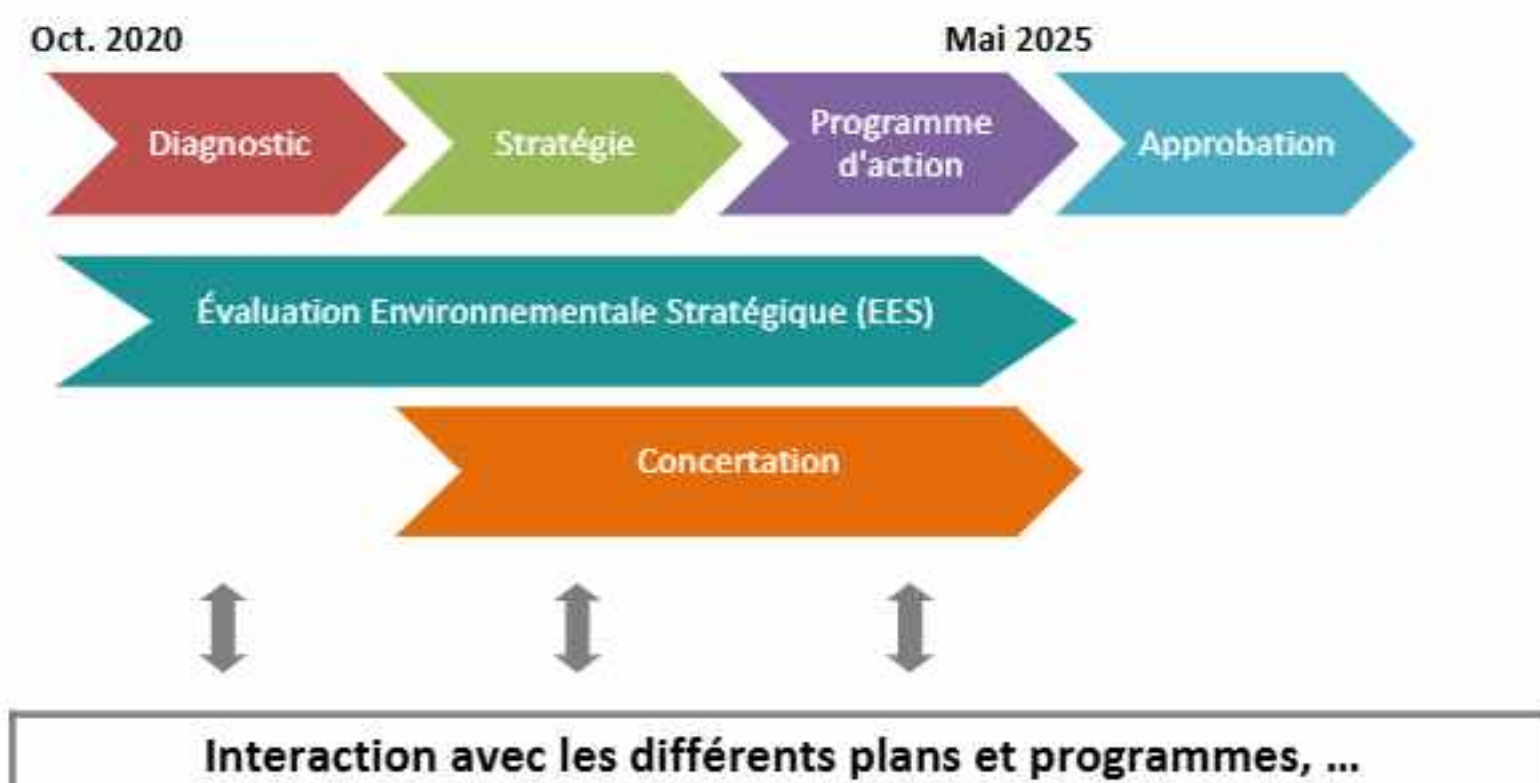 Oct. 2020
Mai 2025
Diagnostic
Stratégie
Programme
d'action
Approbation
Évaluation Environnementale Stratégique (EES)
Concertation
Interaction avec les différents plans et programmes, ...